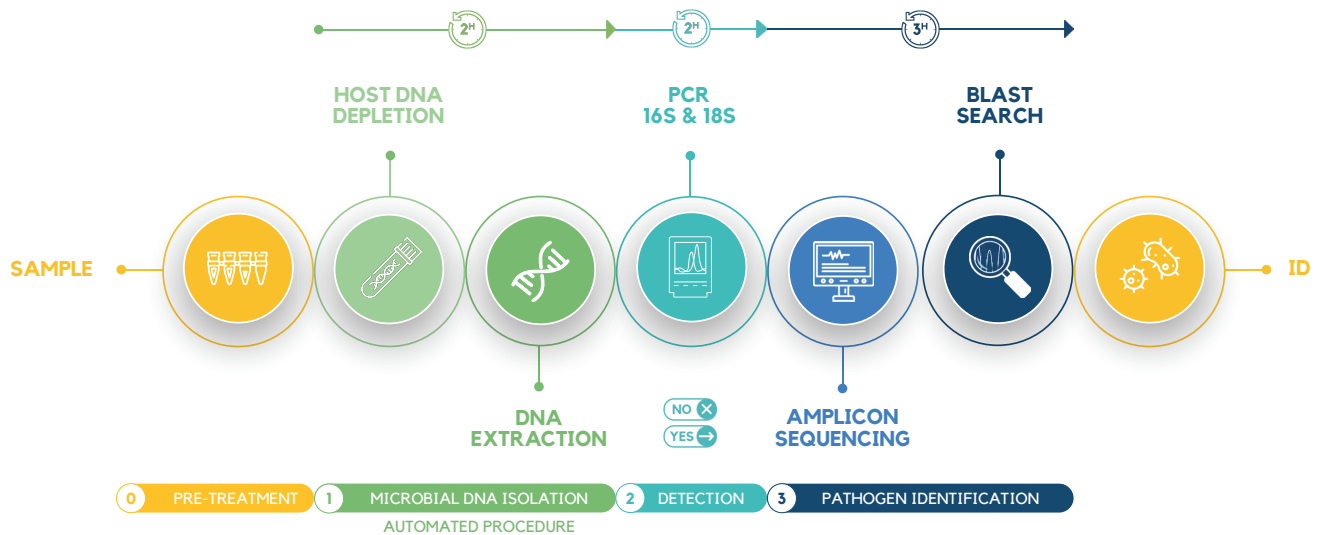 2H
2H
3H
HOST DNA
DEPLETION
PCR
16S & 18S
BLAST
SEARCH
SAMPLE
ID
DNA
EXTRACTION
NO
YES
AMPLICON
SEQUENCING
0 PRE-TREATMENT
1 MICROBIAL DNA ISOLATION
2 DETECTION
3 PATHOGEN IDENTIFICATION
AUTOMATED PROCEDURE